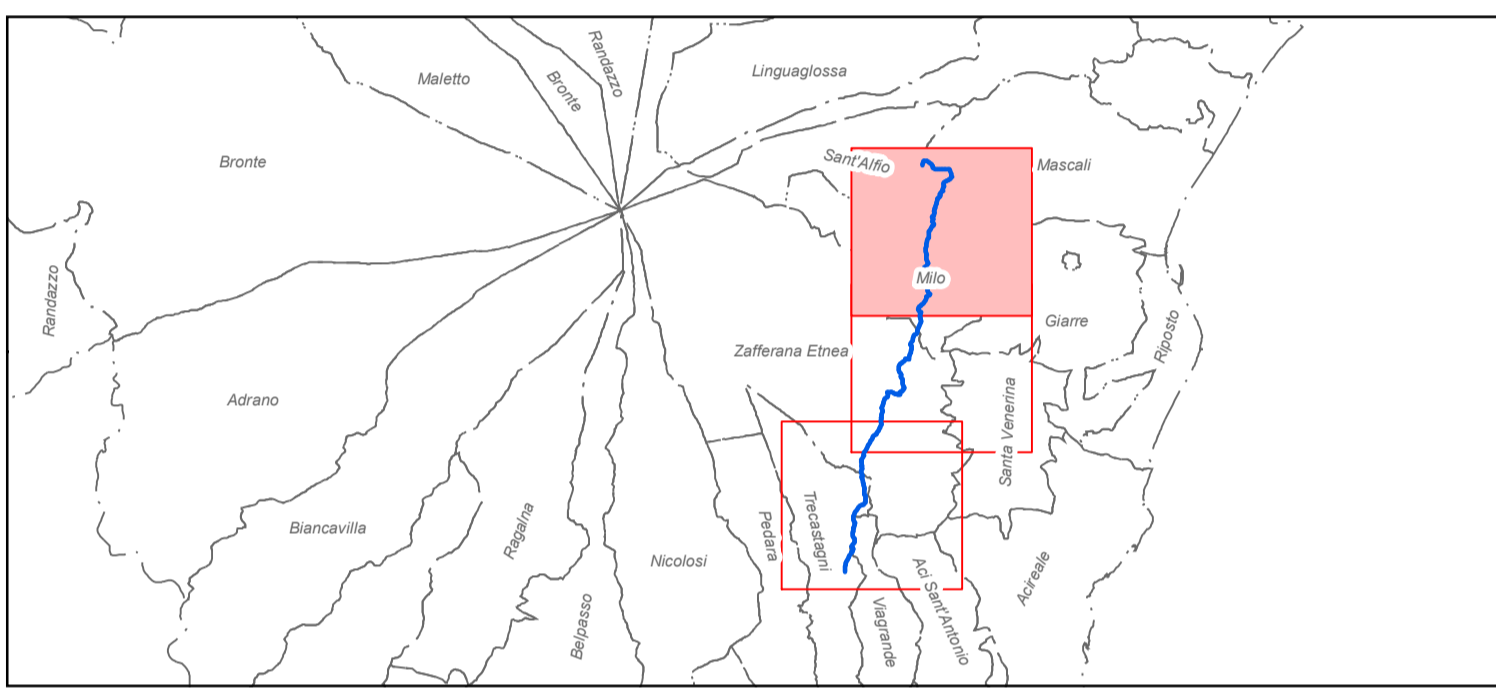 Randazzo
Linguaglossa
Maletto
Bronte
Bronte
Sant'Alfio
Mascali
Milo
Randazzo
Giarre
Riposto
Zafferana Etnea
Adrano
Santa Venerina
Biancavilla
Ragalna
Trecastagni
Pedara
Nicolosi
Acireale
Aci Sant'Antonio
Belpasso
Viagrande